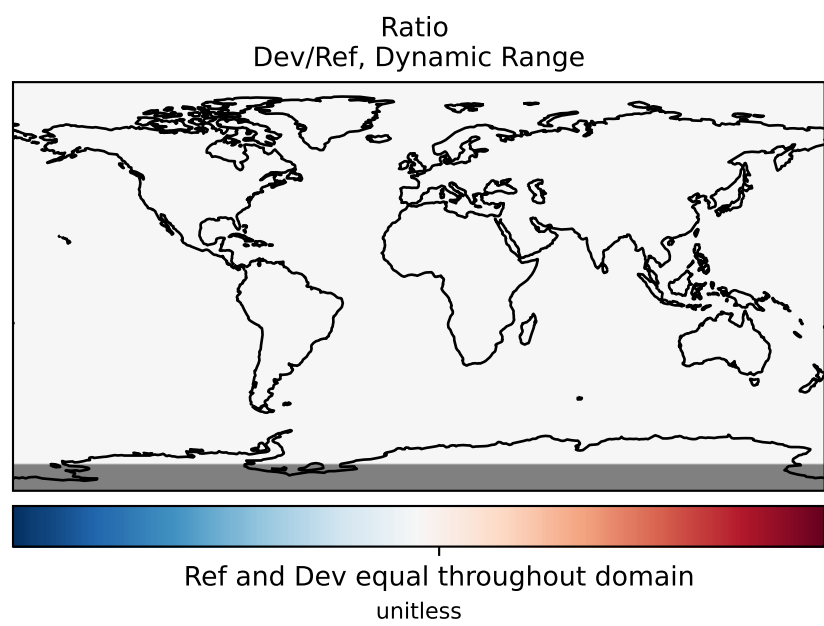 Ratio
Dev/Ref, Dynamic Range
Ref and Dev equal throughout domain
unitless